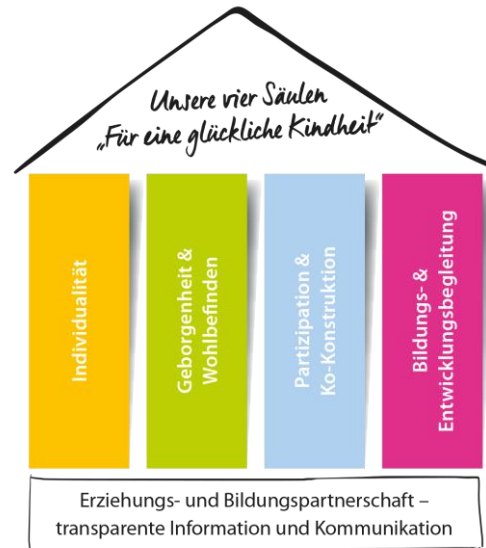 Unsere vier Säulen
„Für eine glückliche Kindheit“
Individualität
Geborgenheit &
Wohlbefinden
Partizipation &
Ko-Konstruktion
Bildungs- &
Entwicklungsbegleitung
Erziehungs- und Bildungspartnerschaft –
transparente Information und Kommunikation